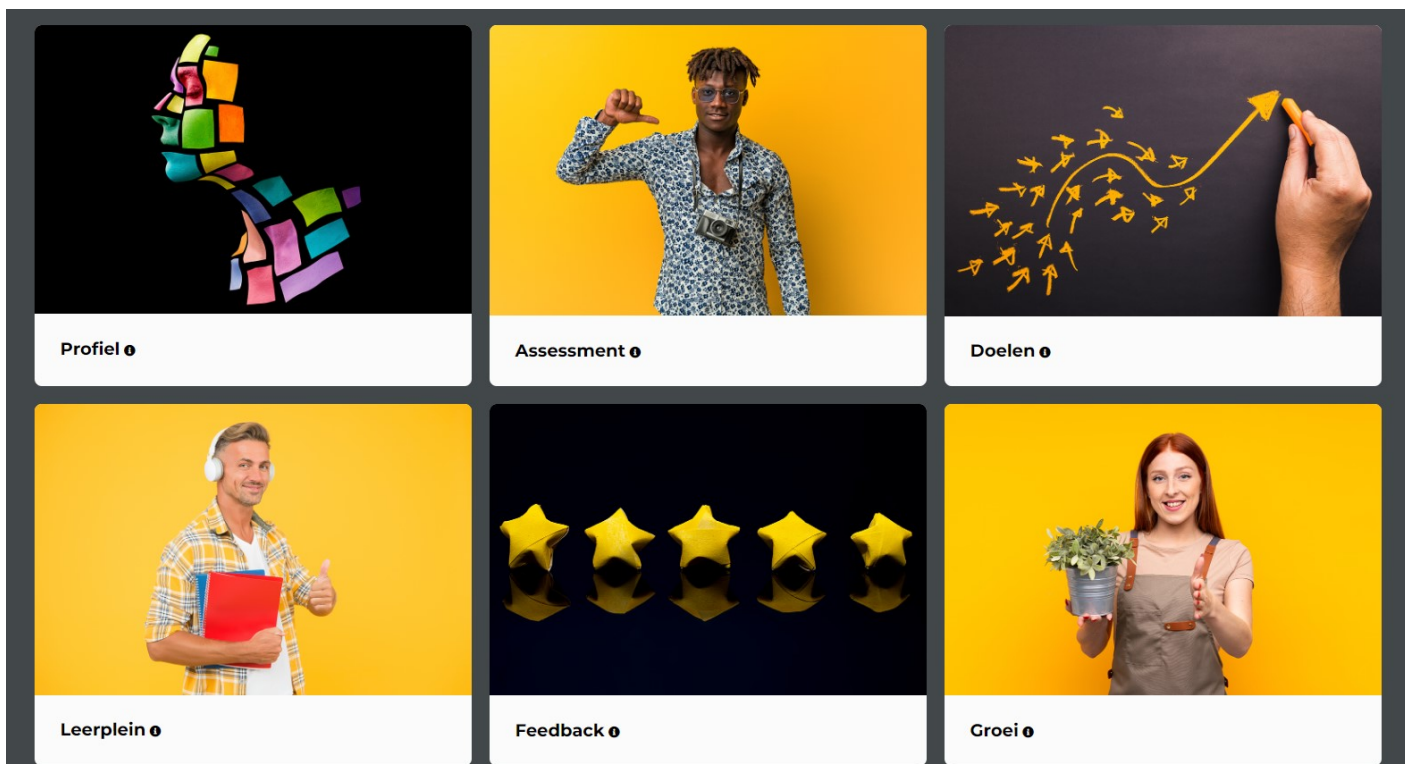 Profiel
Assessment
Doelen
Leerplein
Feedback
Groei